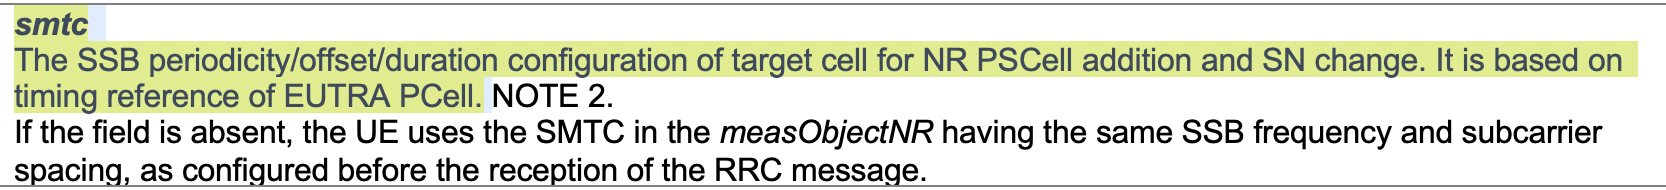 smtc
The SSB periodicity/offset/duration configuration of target cell for NR PSCell addition and SN change. It is based on
timing reference of EUTRA PCell. NOTE 2.
If the field is absent, the UE uses the SMTC in the measObjectNR having the same SSB frequency and subcarrier
spacing, as configured before the reception of the RRC message.